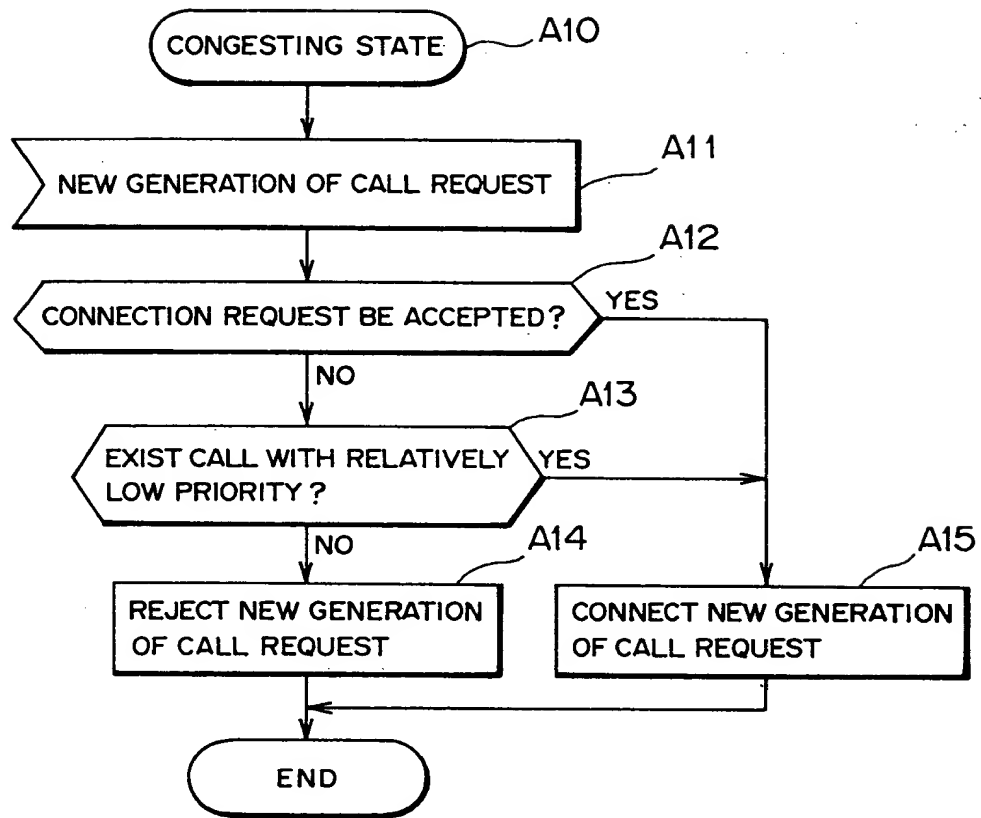 CONGESTING STATE
A10
A11
NEW GENERATION OF CALL REQUEST
A12
CONNECTION REQUEST BE ACCEPTED?
YES
NO
A13
EXIST CALL WITH RELATIVELY
LOW PRIORITY?
YES
NO
A14
A15
REJECT NEW GENERATION
OF CALL REQUEST
CONNECT NEW GENERATION
OF CALL REQUEST
END